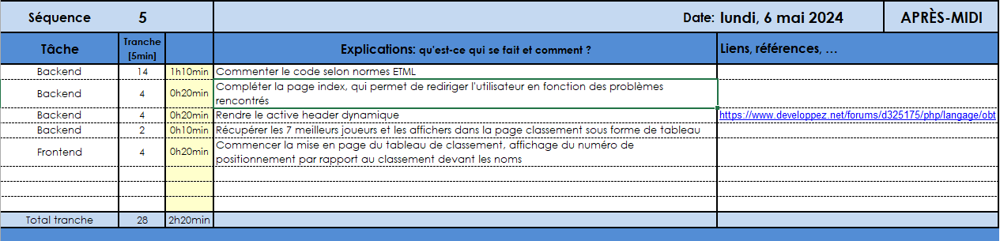 Séquence 5 Date: lundi, 6 mai 2024 APRÈS-MIDI
Tâche Tranche [5min] Explications: qu'est-ce qui se fait et comment ? Liens, références, …
Backend 14 1h10min Commenter le code selon normes ETML
Backend 4 0h20min Compléter la page index, qui permet de rediriger l'utilisateur en fonction des problèmes
rencontrés
Backend 4 0h20min Rendre le active header dynamique https://www.developpez.net/forums/d325175/php/langage/obt
Backend 2 0h10min Récupérer les 7 meilleurs joueurs et les affichers dans la page classement sous forme de tableau
Frontend 4 0h20min Commencer la mise en page du tableau de classement, affichage du numéro de
positionnement par rapport au classement devant les noms
Total tranche 28 2h20min